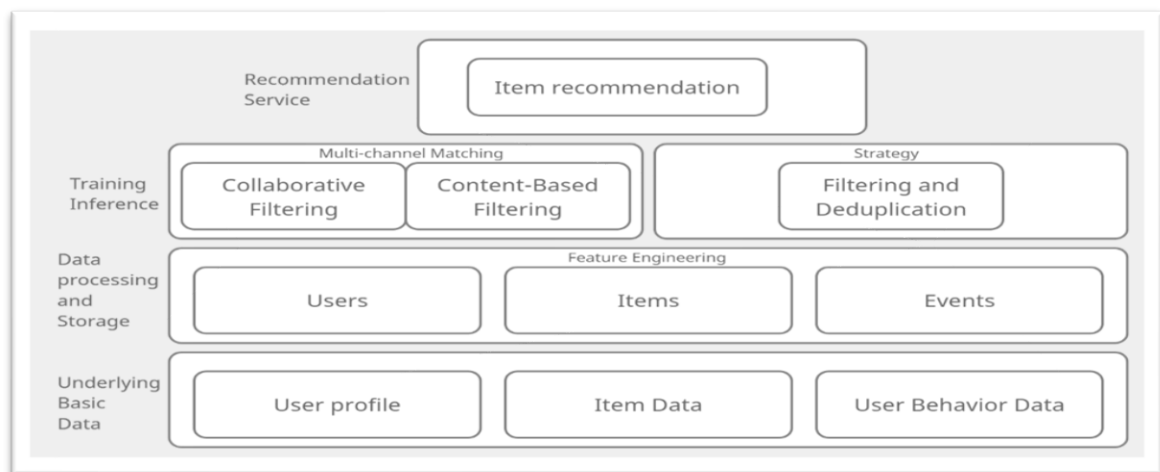 Recommendation
Service
Item recommendation
Multi-channel Matching
Strategy
Training
Inference
Collaborative
Filtering
Content-Based
Filtering
Filtering and
Deduplication
Data
processing
and
Storage
Feature Engineering
Users
Items
Events
Underlying
Basic
Data
User profile
Item Data
User Behavior Data